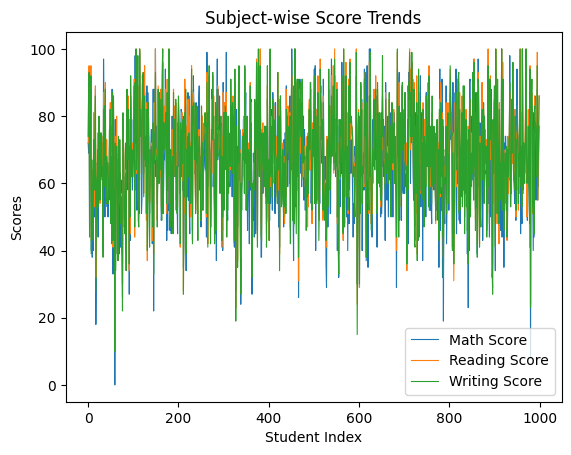 Subject-wise Score Trends
100
80
60
40
20
0
Scores
0 200 400 600 800 1000
Student Index
Math Score
Reading Score
Writing Score